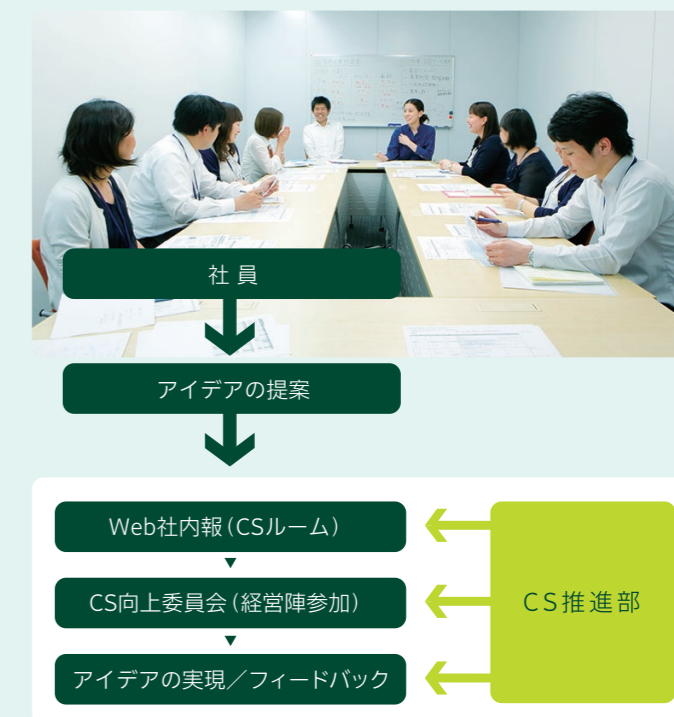 社員
アイデアの提案
Web社内報（CSルーム）
CS向上委員会（経営陣参加）
アイデアの実現／フィードバック
CS推進部